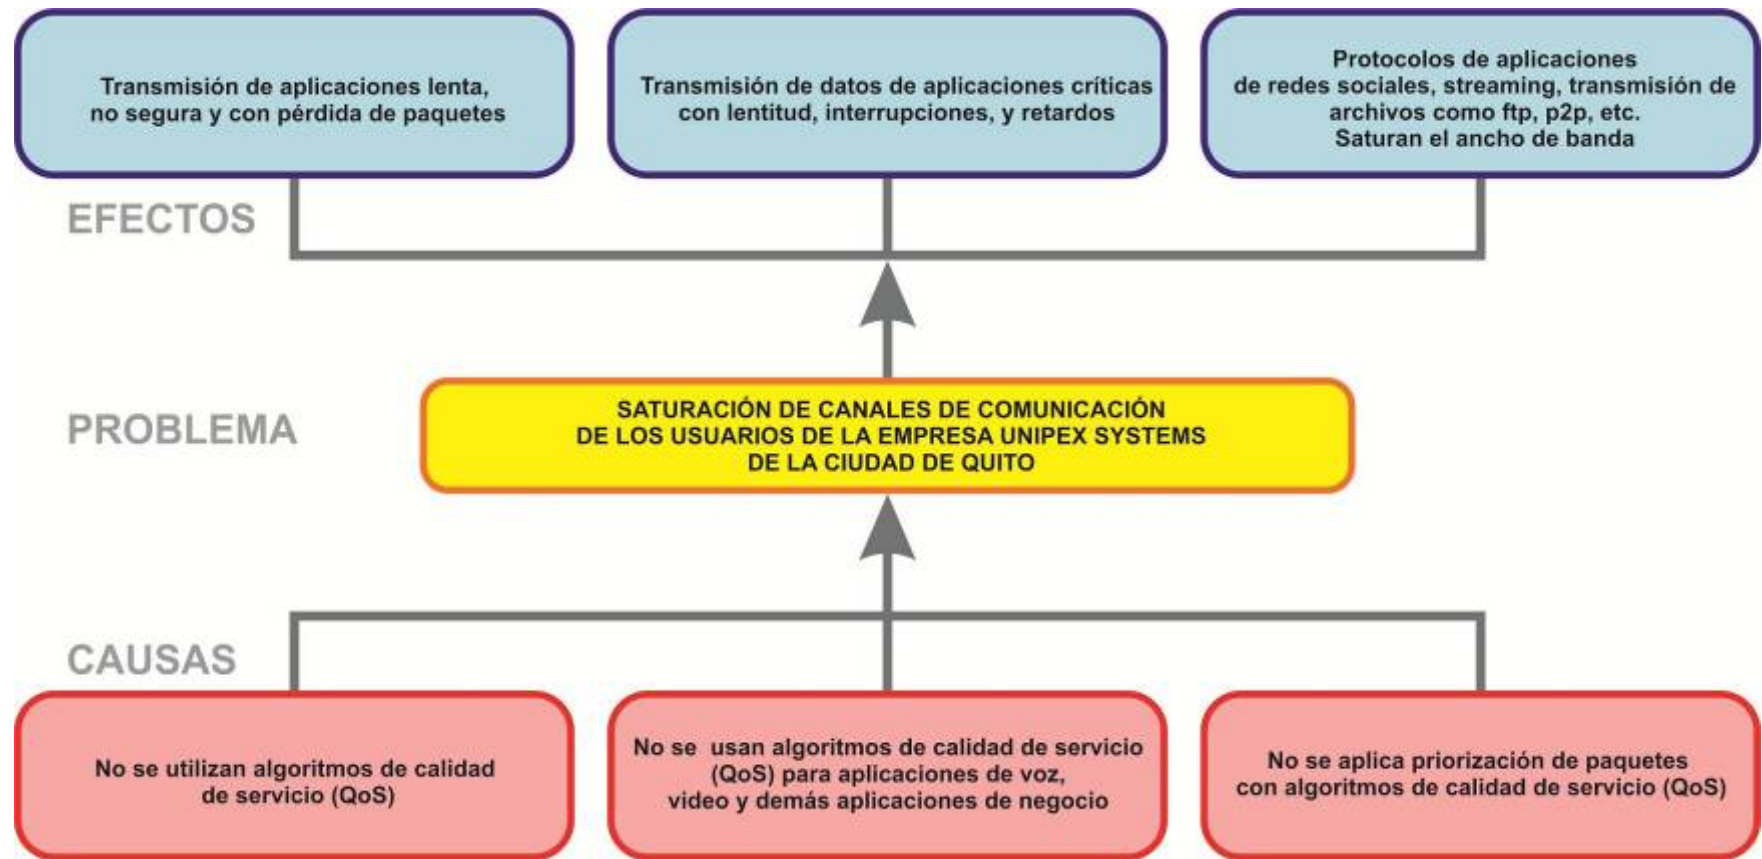 Transmisión de aplicaciones lenta,
no segura y con pérdida de paquetes
Transmisión de datos de aplicaciones críticas
con lentitud, interrupciones, y retardos
Protocolos de aplicaciones
de redes sociales, streaming, transmisión de
archivos como ftp, p2p, etc.
Saturan el ancho de banda
EFECTOS
PROBLEMA
SATURACIÓN DE CANALES DE COMUNICACIÓN
DE LOS USUARIOS DE LA EMPRESA UNIPEX SYSTEMS
DE LA CIUDAD DE QUITO
CAUSAS
No se utilizan algoritmos de calidad
de servicio (QoS)
No se usan algoritmos de calidad de servicio
(QoS) para aplicaciones de voz,
video y demás aplicaciones de negocio
No se aplica priorización de paquetes
con algoritmos de calidad de servicio (QoS)